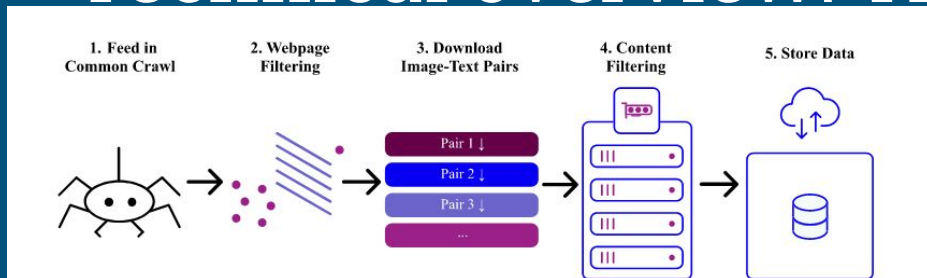 1. Feed in
Common Crawl
2. Webpage
Filtering
3. Download
Image-Text Pairs
4. Content
Filtering
5. Store Data
Pair 1 ↓
Pair 2 ↓
Pair 3 ↓
...